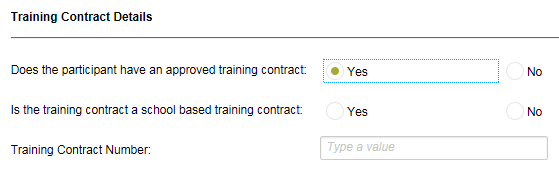 Training Contract Details
Does the participant have an approved training contract: Yes No
Is the training contract a school based training contract: Yes No
Training Contract Number: Type a value